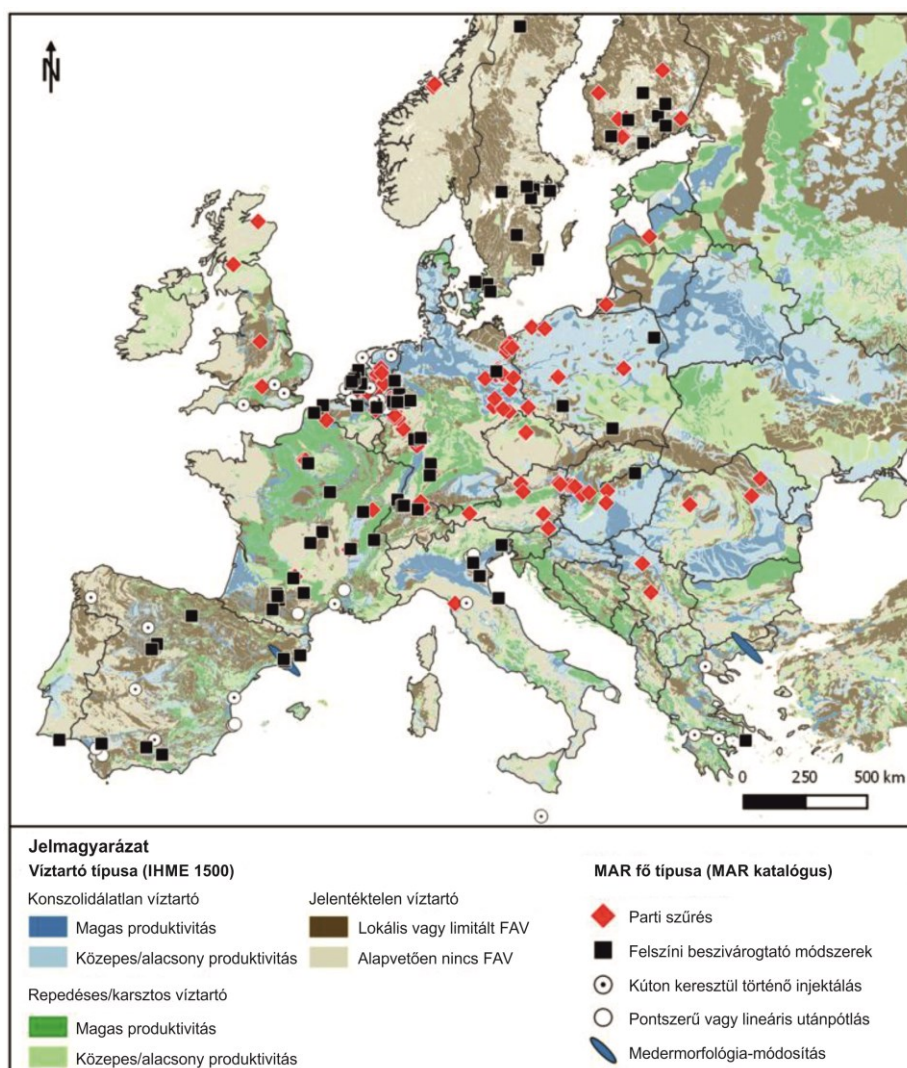 N
0 250 500 km
Jelmagyarázat
Víztartó típusa (IHME 1500)
Konszolidálatlan víztartó
Magas produktivitás
Közepes/alacsony produktivitás
Repedéses/karsztos víztartó
Magas produktivitás
Közepes/alacsony produktivitás
Jelentéktelen víztartó
Lokális vagy limitált FAV
Alapvetően nincs FAV
MAR fő típusa (MAR katalógus)
Parti szűrés
Felszíni beszivárogtató módszerek
Kúton keresztül történő injektálás
Pontszerű vagy lineáris utánpótlás
Medermorfológia-módosítás